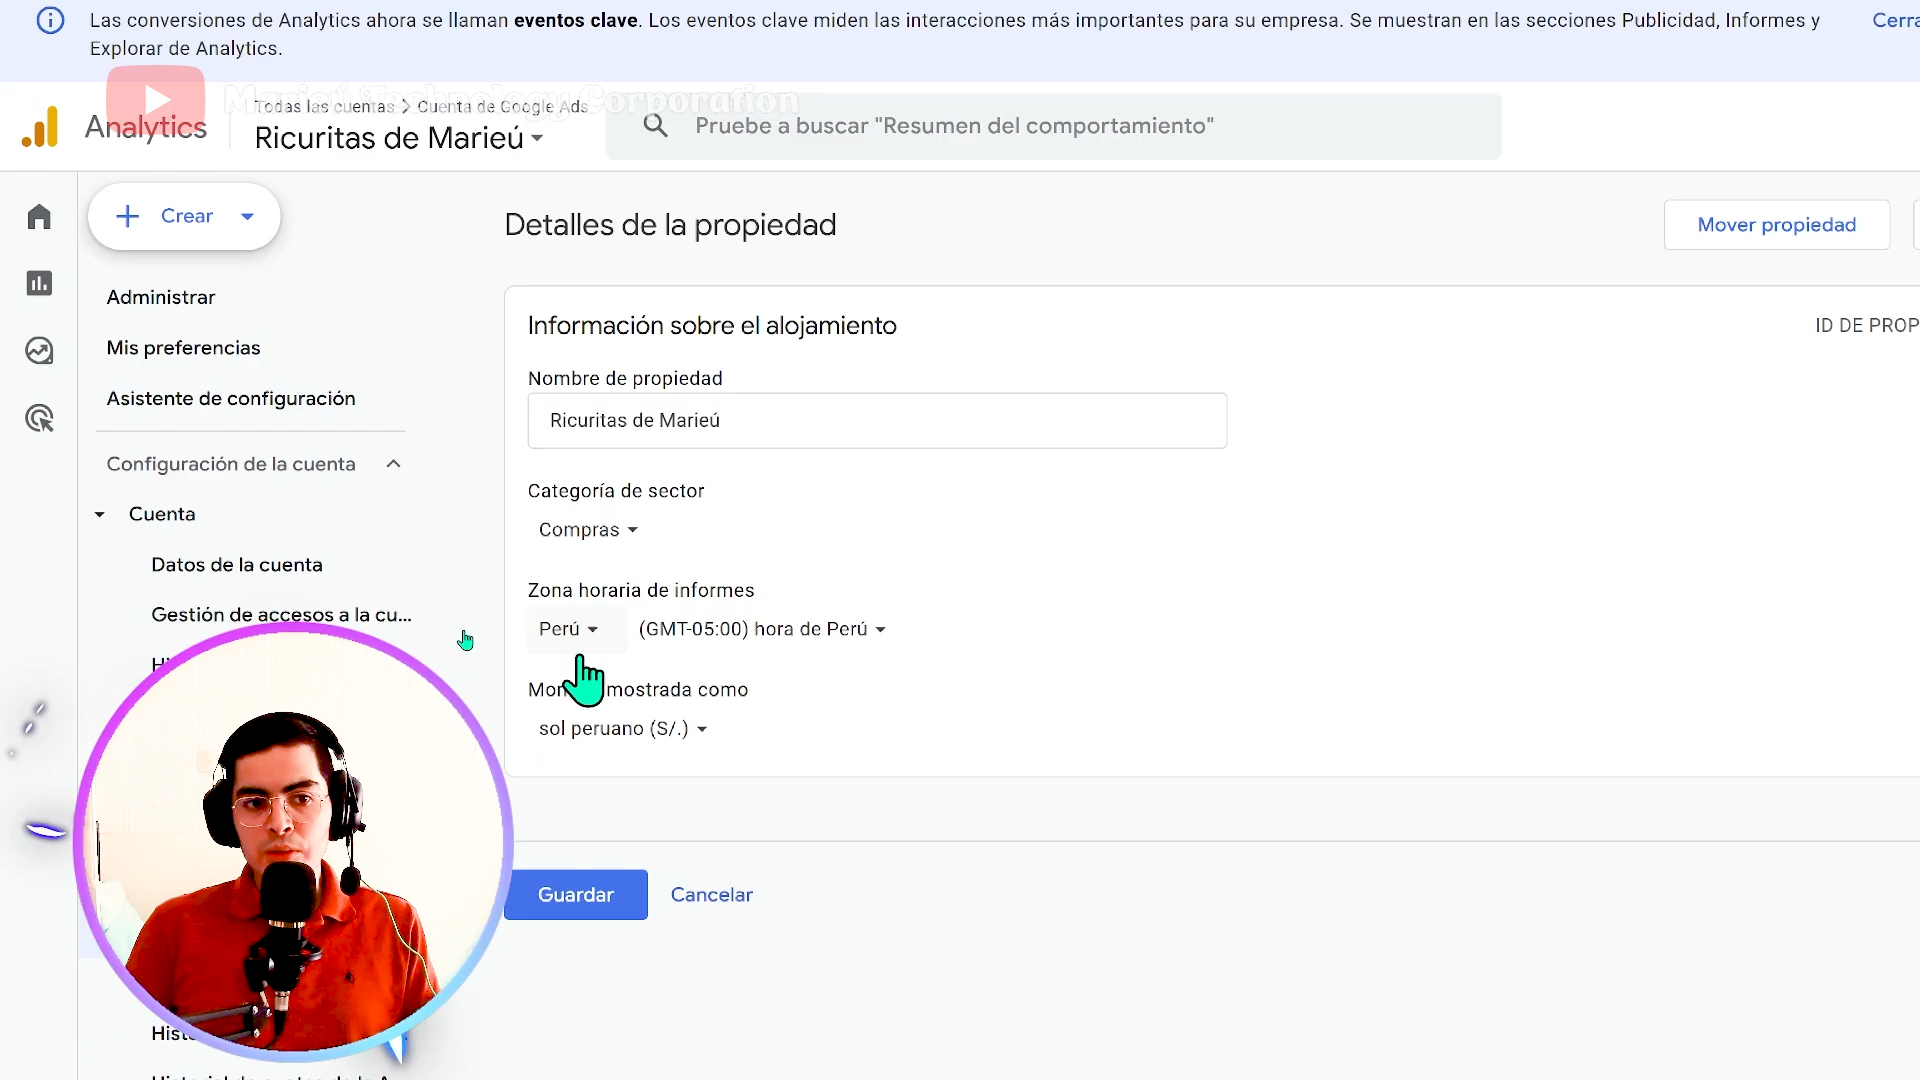 Las conversiones de Analytics ahora se llaman eventos clave. Los eventos clave miden las interacciones más importantes para su empresa. Se muestran en las secciones Publicidad, Informes y
Explorar de Analytics.
Cerra
Marieú Technology Corporation
Todas las cuentas > Cuenta de Google Ads
Analytics
Ricuritas de Marieú
Pruebe a buscar "Resumen del comportamiento"
Crear
Administrar
Mis preferencias
Asistente de configuración
Configuración de la cuenta
Cuenta
Datos de la cuenta
Gestión de accesos a la cu...
Detalles de la propiedad
Mover propiedad
Información sobre el alojamiento
ID DE PROP
Nombre de propiedad
Ricuritas de Marieú
Categoría de sector
Compras
Zona horaria de informes
Perú
(GMT-05:00) hora de Perú
mostrada como
sol peruano (S/.)
Guardar
Cancelar